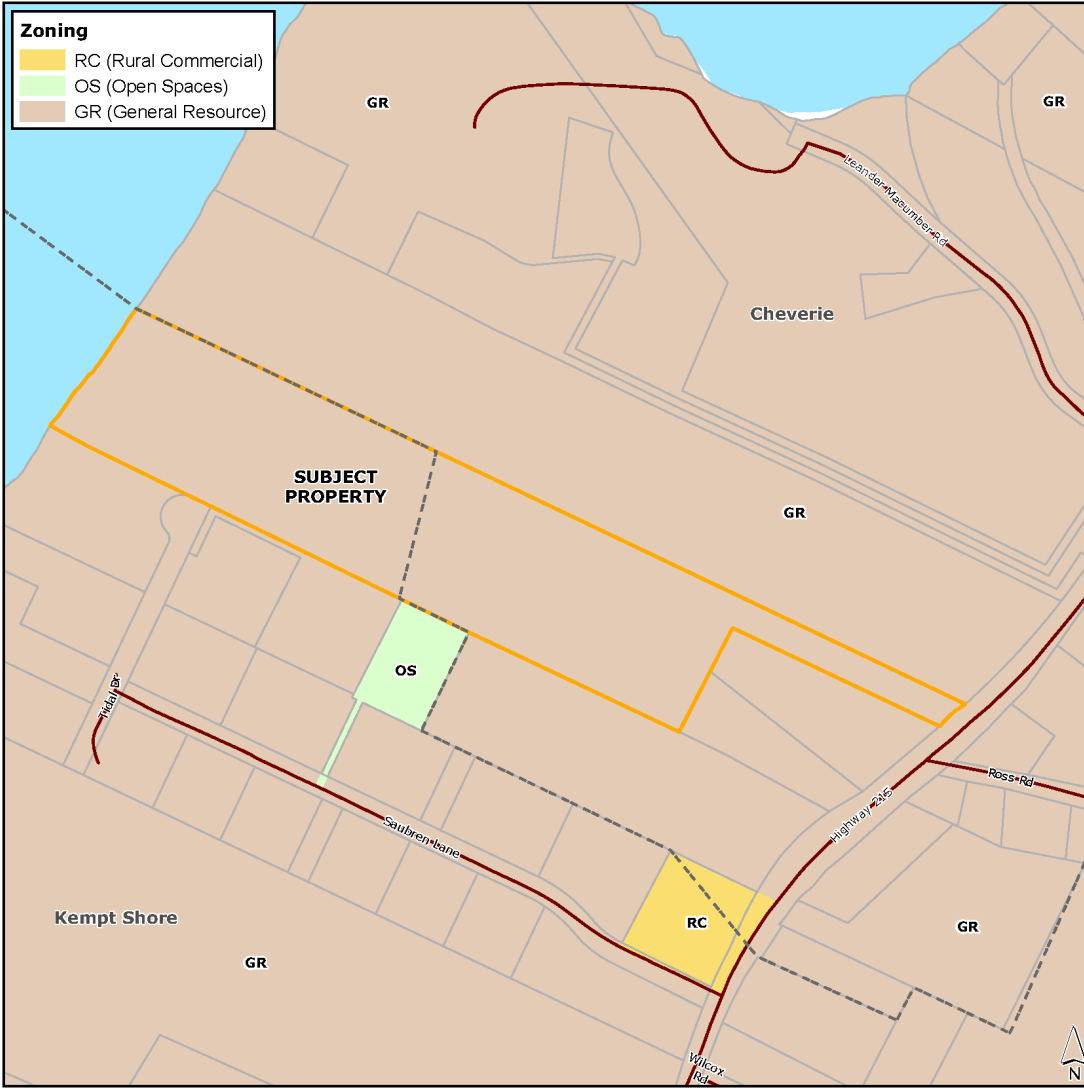 Zoning
RC (Rural Commercial)
OS (Open Spaces)
GR (General Resource)
GR
GR
Leander Macumber Rd
Cheverie
SUBJECT
PROPERTY
GR
OS
Tidal Dr
Ross Rd
Highway 215
Saubren Lane
Kempt Shore
RC
GR
GR
Wilcox
Rd
N